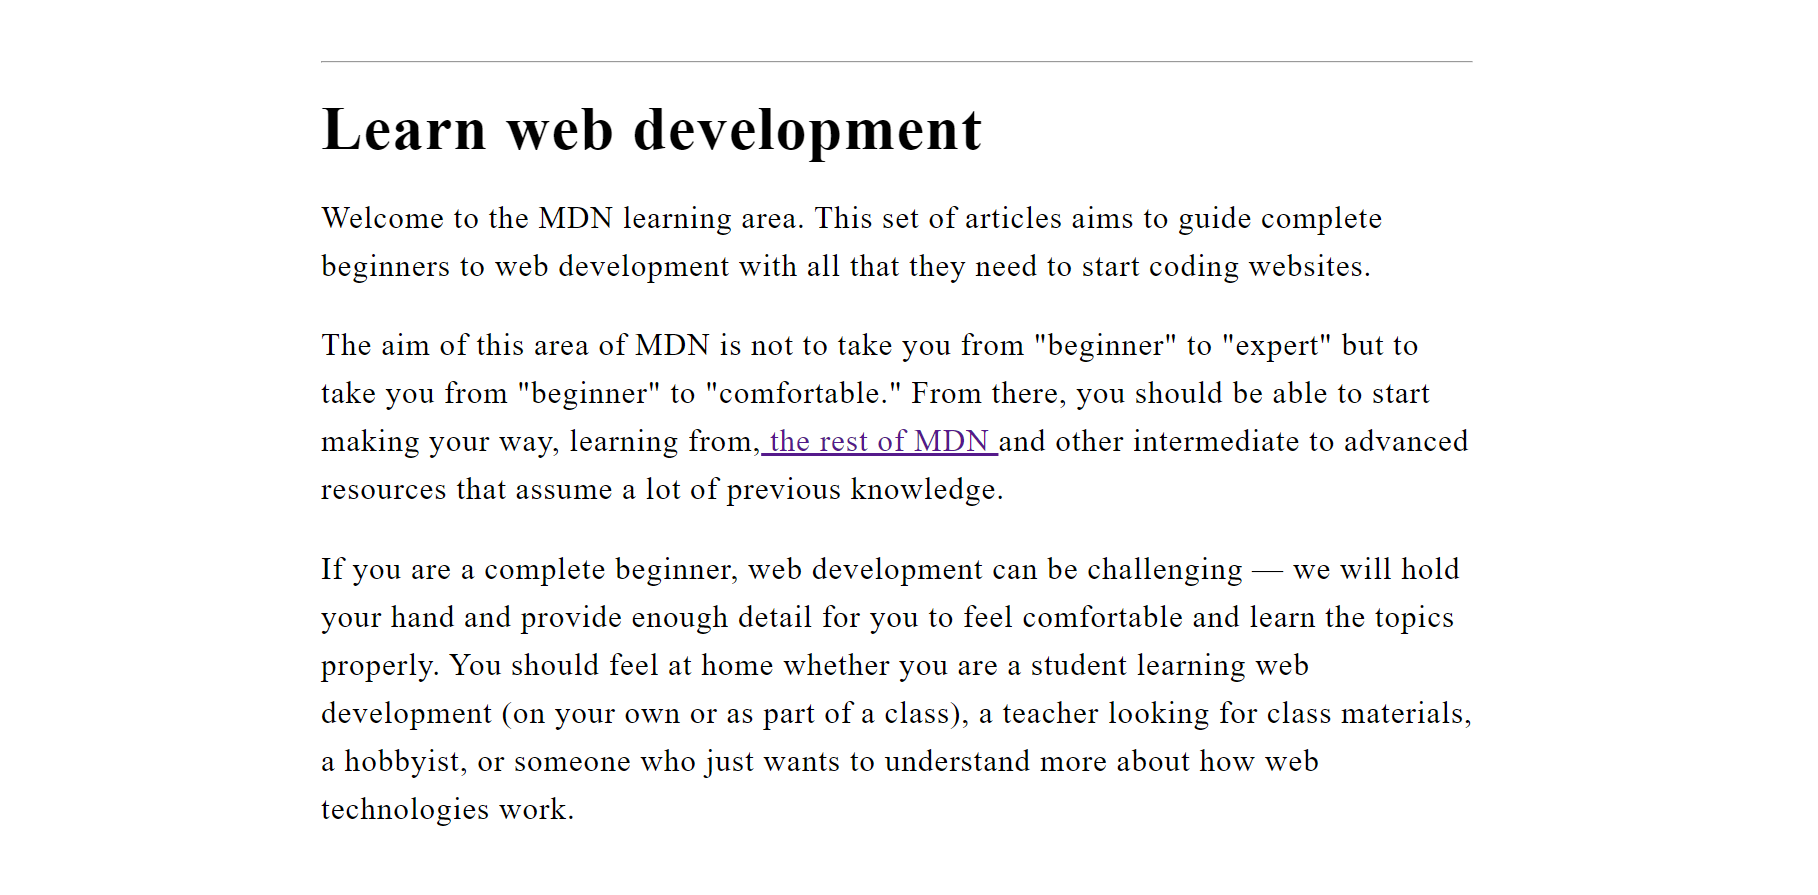 Learn web development
Welcome to the MDN learning area. This set of articles aims to guide complete
beginners to web development with all that they need to start coding websites.
The aim of this area of MDN is not to take you from "beginner" to "expert" but to
take you from "beginner" to "comfortable." From there, you should be able to start
making your way, learning from, the rest of MDN and other intermediate to advanced
resources that assume a lot of previous knowledge.
If you are a complete beginner, web development can be challenging — we will hold
your hand and provide enough detail for you to feel comfortable and learn the topics
properly. You should feel at home whether you are a student learning web
development (on your own or as part of a class), a teacher looking for class materials,
a hobbyist, or someone who just wants to understand more about how web
technologies work.